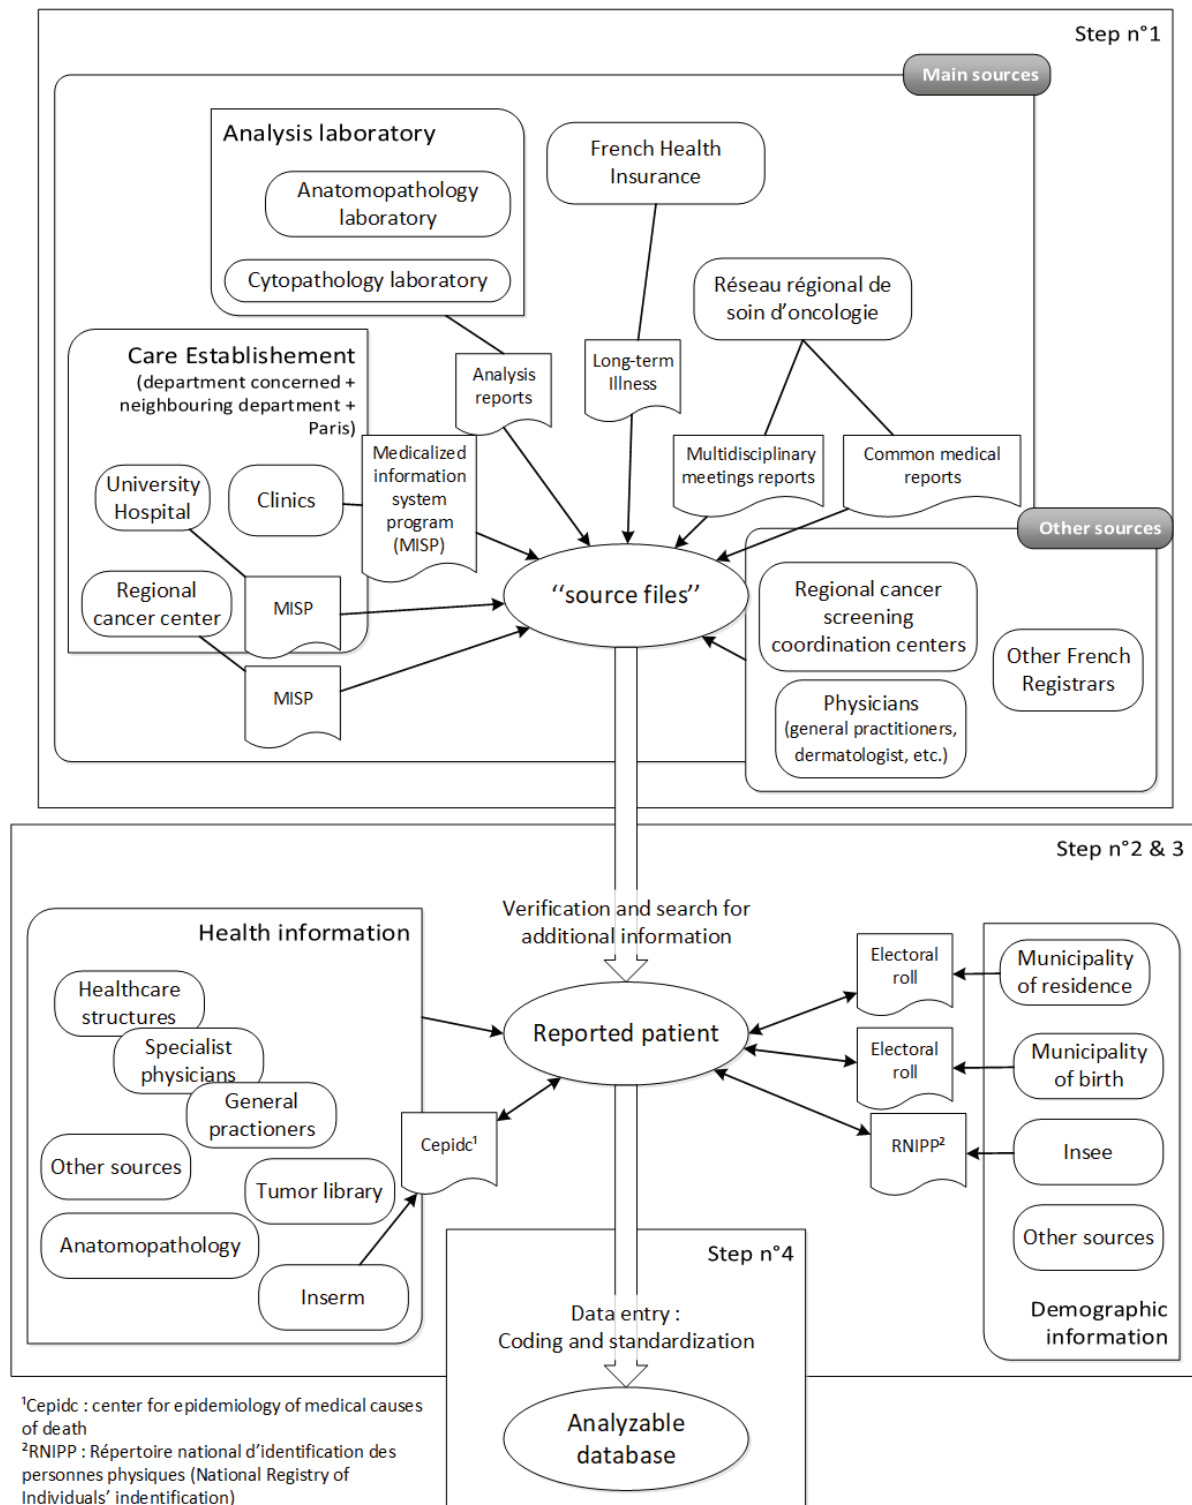 Step n°1
Main sources
Analysis laboratory
Anatomopathology
laboratory
Cytopathology laboratory
French Health
Insurance
Réseau régional de
soin d’oncologie
Care Establishement
(department concerned +
neighbouring department +
Paris)
Analysis
reports
Long-term
Illness
Multidisciplinary
meetings reports
Common medical
reports
University
Hospital
Clinics
Medicalized
information
system
program
(MISP)
Regional
cancer center
MISP
MISP
‘‘source files’’
Other sources
Regional cancer
screening
coordination centers
Other French
Registrars
Physicians
(general practitioners,
dermatologist, etc.)
Step n°2 & 3
Verification and search for
additional information
Health information
Healthcare
structures
Specialist
physicians
General
practioners
Other sources
Tumor library
Anatomopathology
Inserm
Cepidc¹
Reported patient
Electoral
roll
Municipality
of residence
Electoral
roll
Municipality
of birth
RNIPP²
Insee
Other sources
Demographic
information
Step n°4
Data entry :
Coding and standardization
Analyzable
database
¹Cepidc : center for epidemiology of medical causes
of death
²RNIPP : Répertoire national d’identification des
personnes physiques (National Registry of
Individuals’ indentification)